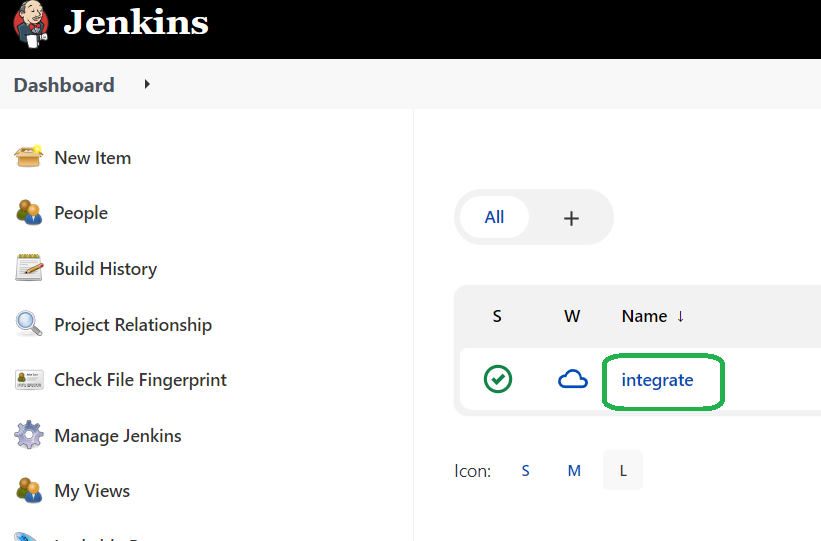 Jenkins
Dashboard
New Item
People
Build History
Project Relationship
Check File Fingerprint
Manage Jenkins
My Views
All +
S W Name ↓
integrate
Icon: S M L